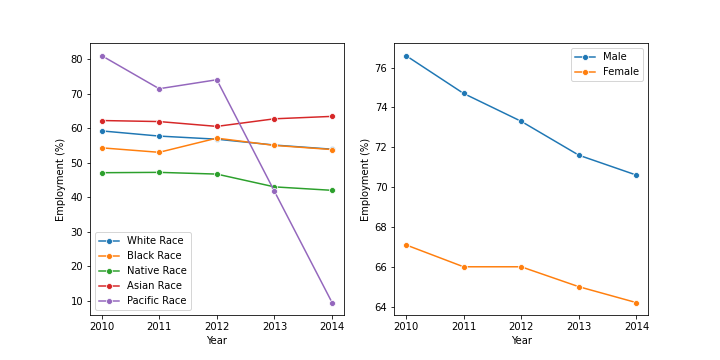 80
70
60
50
40
30
20
10
Employment (%)
2010 2011 2012 2013 2014
Year
White Race
Black Race
Native Race
Asian Race
Pacific Race
76
74
72
70
68
66
64
Employment (%)
2010 2011 2012 2013 2014
Year
Male
Female